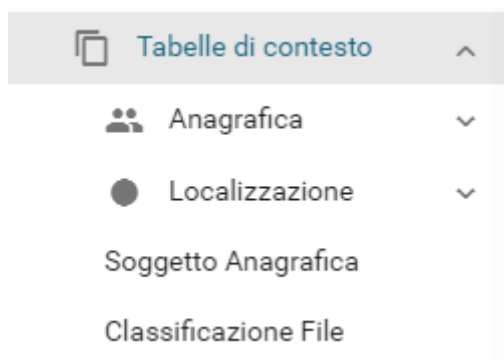 Tabelle di contesto
Anagrafica
Localizzazione
Soggetto Anagrafica
Classificazione File